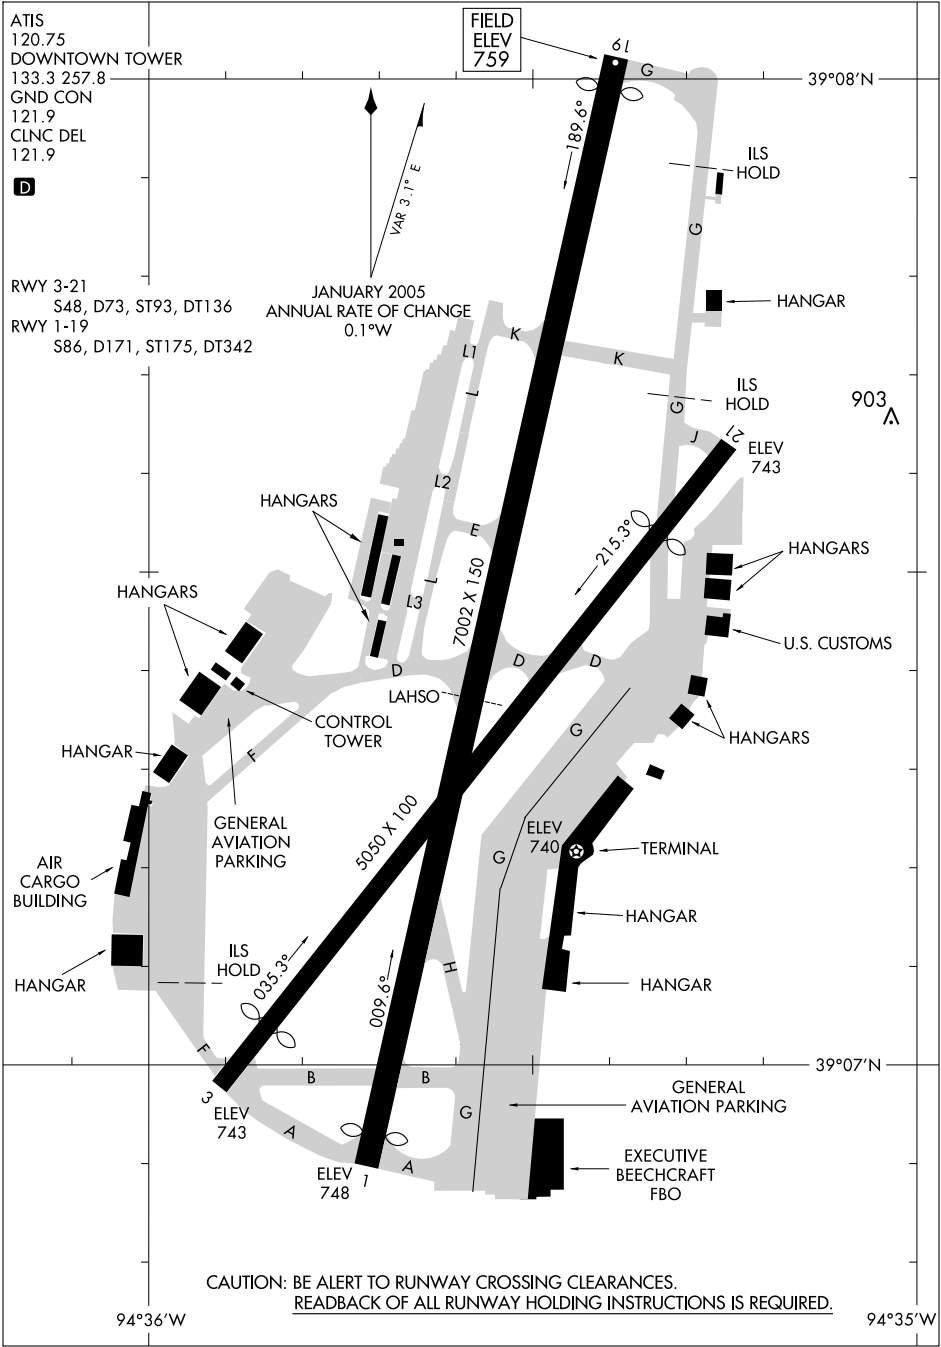 ATIS
120.75
DOWNTOWN TOWER
133.3 257.8
GND CON
121.9
CLNC DEL
121.9
D
FIELD
ELEV
759
19
G
39°08'N
189.6°
VAR 3.1° E
ILS
HOLD
G
RWY 3-21
S48, D73, ST93, DT136
RWY 1-19
S86, D171, ST175, DT342
JANUARY 2005
ANNUAL RATE OF CHANGE
0.1°W
HANGAR
K
L1
K
L
G
ILS
HOLD
903
J
21
ELEV
743
L2
HANGARS
E
215.3°
HANGARS
7002 X 150
HANGARS
L
L3
U.S. CUSTOMS
D
D
D
LAHSO
CONTROL
TOWER
G
HANGARS
HANGAR
F
GENERAL
AVIATION
PARKING
5050 X 100
ELEV
740
TERMINAL
G
AIR
CARGO
BUILDING
HANGAR
ILS
HOLD
035.3°
009.6°
H
HANGAR
HANGAR
F
39°07'N
B
B
3
ELEV
743
A
G
GENERAL
AVIATION PARKING
ELEV
748
1
A
EXECUTIVE
BEECHCRAFT
FBO
CAUTION: BE ALERT TO RUNWAY CROSSING CLEARANCES.
READBACK OF ALL RUNWAY HOLDING INSTRUCTIONS IS REQUIRED.
94°36'W
94°35'W